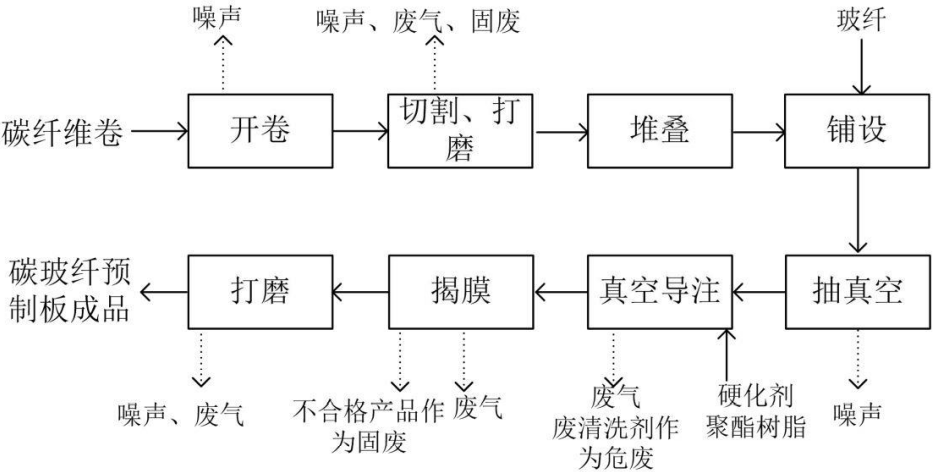 噪声
噪声、废气、固废
玻纤
碳纤维卷
开卷
切割、打
磨
堆叠
铺设
碳玻纤预
制板成品
打磨
揭膜
真空导注
抽真空
噪声、废气
不合格产品作
为固废
废气
废气
废清洗剂作
为危废
硬化剂
聚酯树脂
噪声